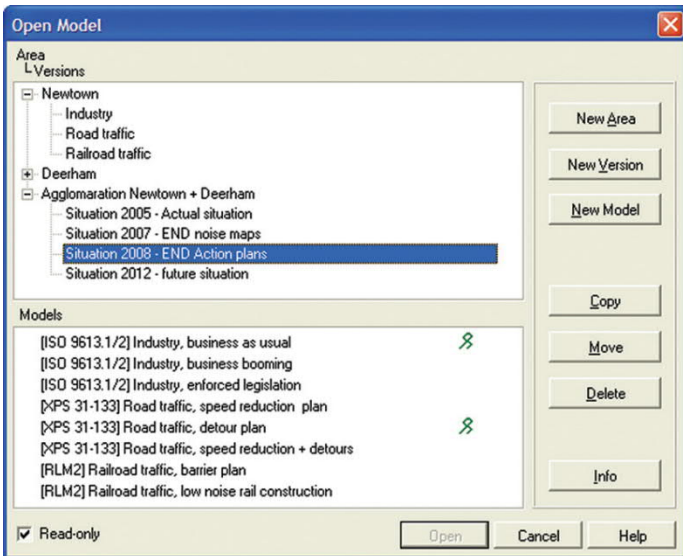 Open Model
Area
Versions
Newtown
Industry
Road traffic
Railroad traffic
Deerham
Agglomaration Newtown + Deerham
Situation 2005 - Actual situation
Situation 2007 - END noise maps
Situation 2008 - END Action plans
Situation 2012 - future situation
New Area
New Version
New Model
Copy
Move
Delete
Info
Models
[ISO 9613.1/2] Industry, business as usual
[ISO 9613.1/2] Industry, business booming
[ISO 9613.1/2] Industry, enforced legislation
[XPS 31-133] Road traffic, speed reduction plan
[XPS 31-133] Road traffic, detour plan
[XPS 31-133] Road traffic, speed reduction + detours
[RLM2] Railroad traffic, barrier plan
[RLM2] Railroad traffic, low noise rail construction
Read-only
Open
Cancel
Help